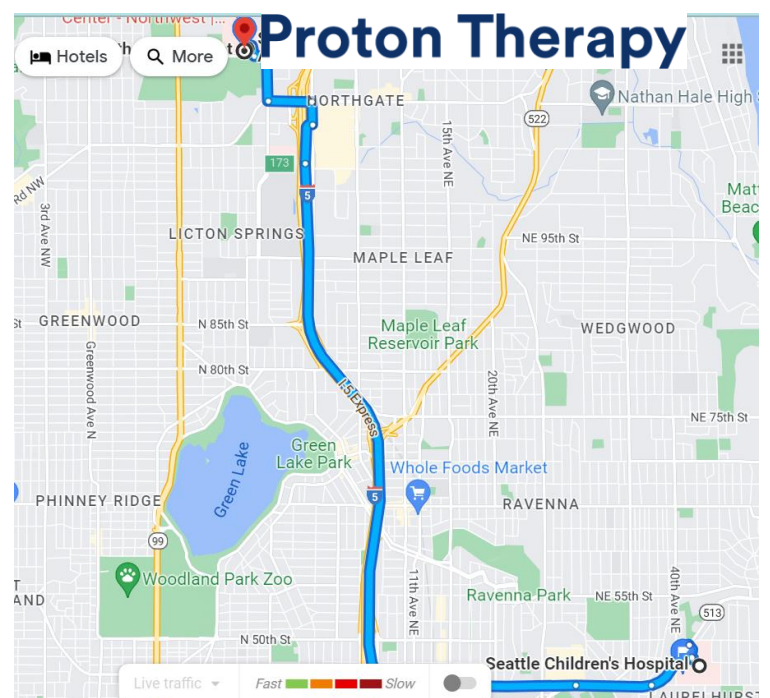 Center - Northwest |...
Proton Therapy
Hotels
More
NORTHGATE
Nathan Hale High
15th Ave NE
522
173
5
3rd Ave NW
Rd NW
LICTON SPRINGS
MAPLE LEAF
NE 95th St
GREENWOOD
N 85th St
Maple Leaf
Reservoir Park
WEDGWOOD
Greenwood Ave N
N 80th St
20th Ave NE
I-5 Express
NE 75th St
Green
Lake Park
Green Lake
Whole Foods Market
5
PHINNEY RIDGE
RAVENNA
99
Woodland Park Zoo
11th Ave NE
Ravenna Park
NE 55th St
40th Ave NE
513
N 50th St
Seattle Children's Hospital
Live traffic
Fast
Slow